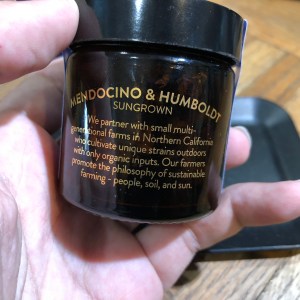 MENDOCINO & HUMBOLDT
SUNGROWN
We partner with small multi-
generational farms in Northern California
who cultivate unique strains outdoors
with only organic inputs. Our farmers
promote the philosophy of sustainable
farming - people, soil, and sun.